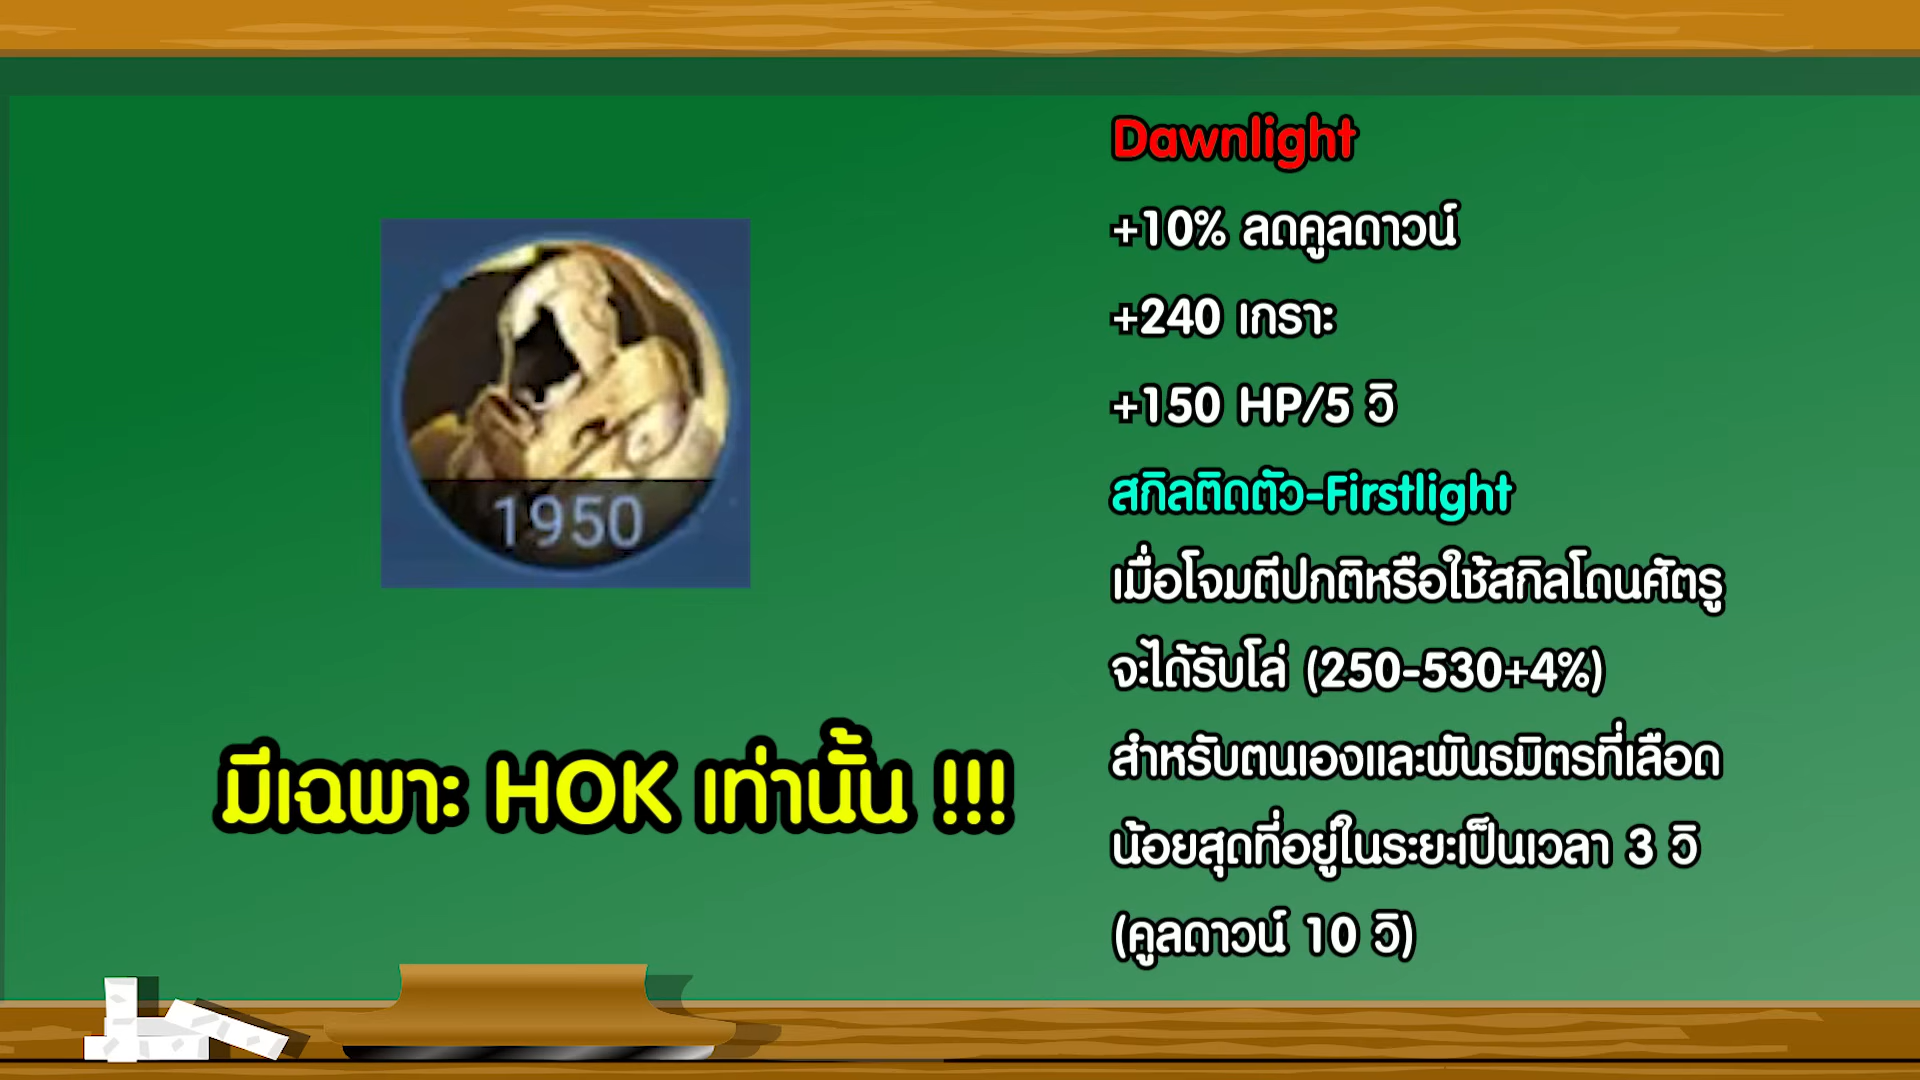 1950
มีเฉพาะ HOK เท่านั้น !!!
Dawnlight
+10% ลดคูลดาวน์
+240 เกราะ
+150 HP/5 วิ
สกิลติดตัว-Firstlight
เมื่อโจมตีปกติหรือใช้สกิลโดนศัตรู
จะได้รับโล่ (250-530+4%)
สำหรับตนเองและพันธมิตรที่เลือด
น้อยสุดที่อยู่ในระยะเป็นเวลา 3 วิ
(คูลดาวน์ 10 วิ)